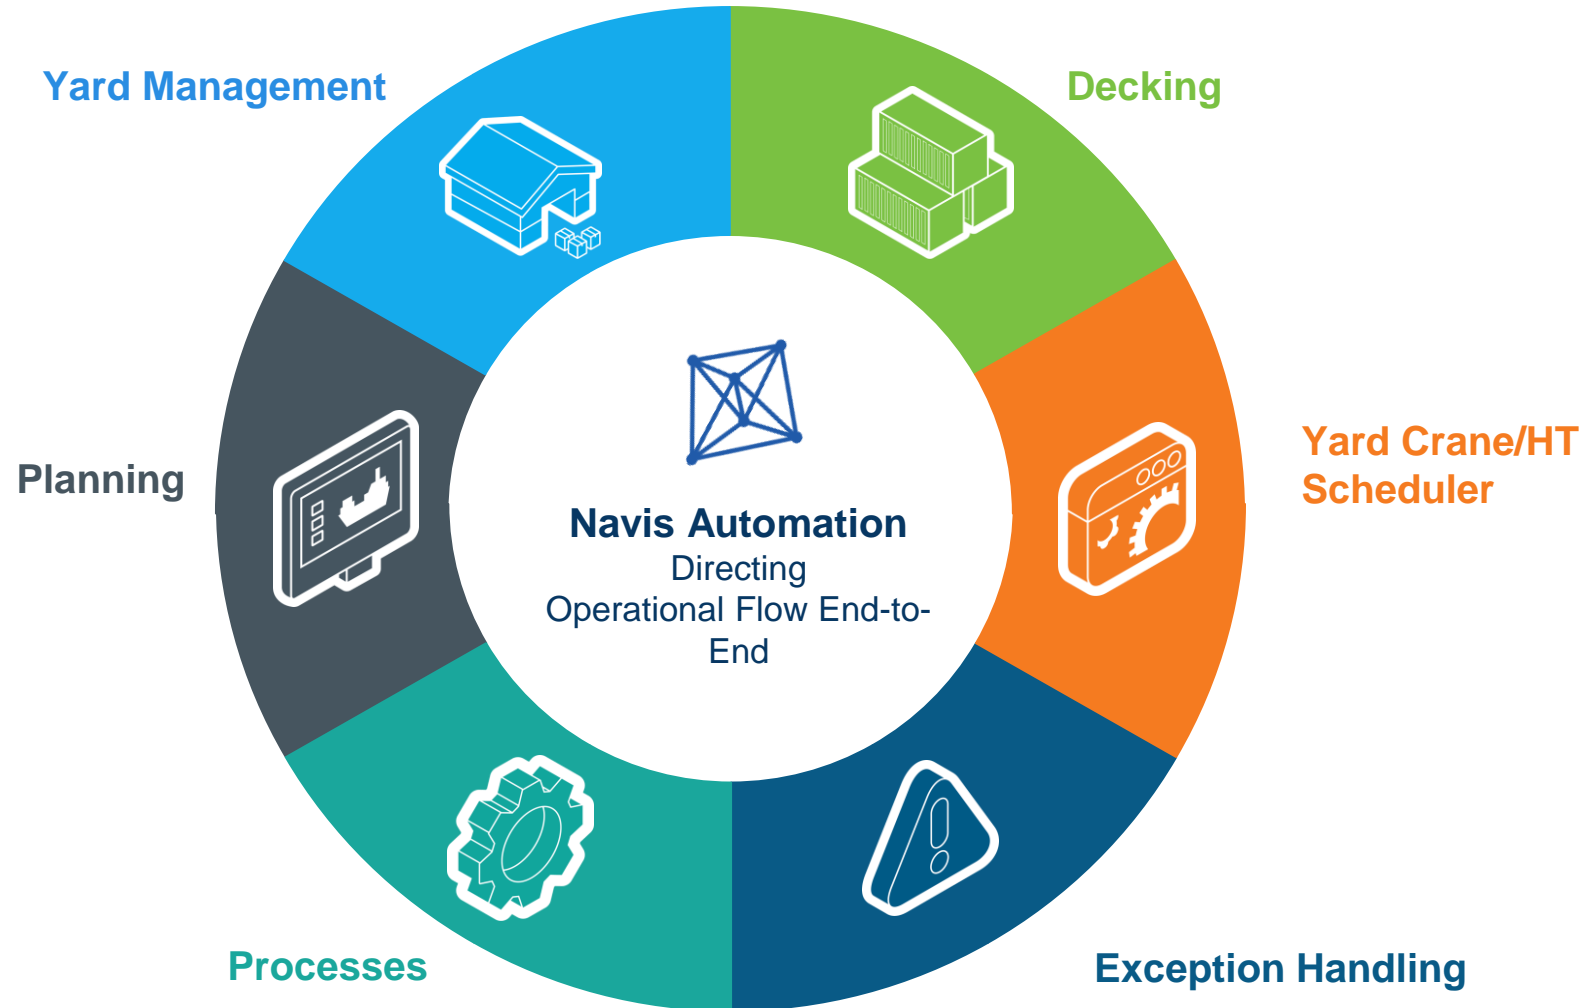 Yard Management
Decking
Yard Crane/HT
Scheduler
Planning
Navis Automation
Directing
Operational Flow End-to-
End
Processes
Exception Handling